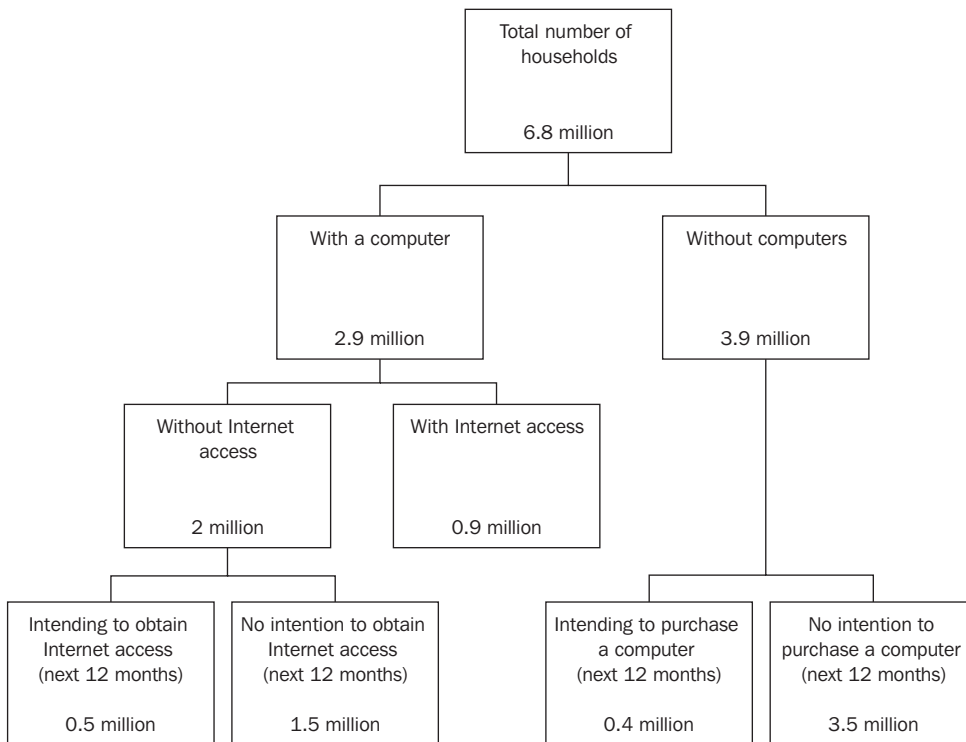 Total number of
households
6.8 million
With a computer
2.9 million
Without computers
3.9 million
Without Internet
access
2 million
With Internet access
0.9 million
Intending to obtain
Internet access
(next 12 months)
0.5 million
No intention to obtain
Internet access
(next 12 months)
1.5 million
Intending to purchase
a computer
(next 12 months)
0.4 million
No intention to
purchase a computer
(next 12 months)
3.5 million